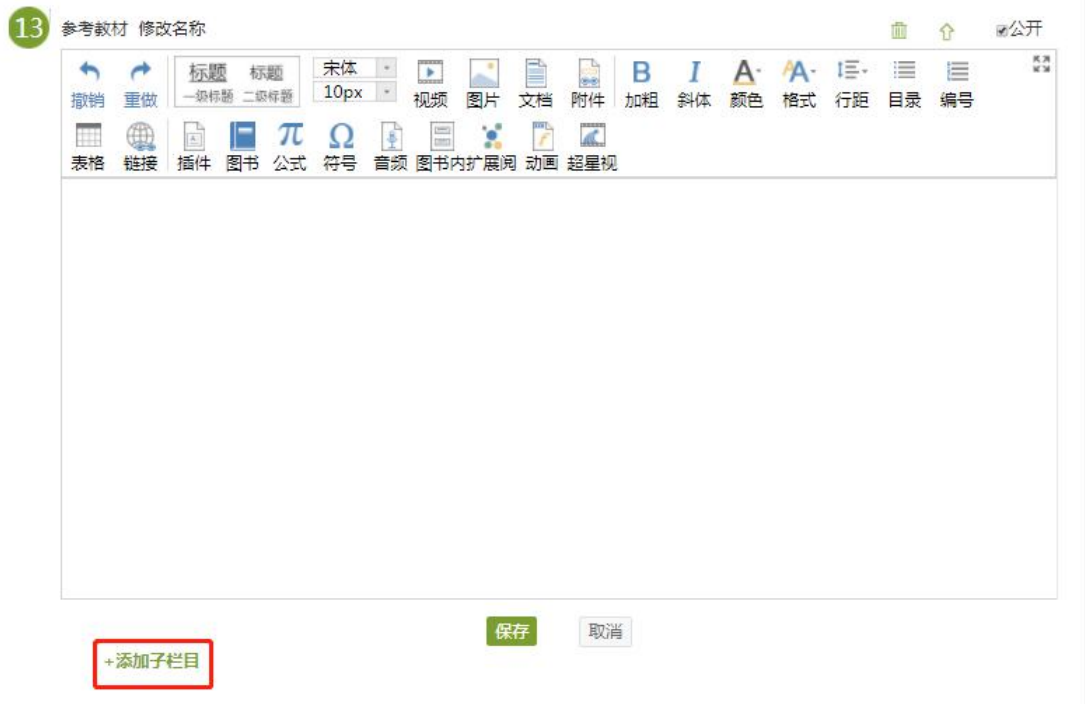 13 参考教材 修改名称 公开
标题 标题 宋体
撤销 重做 一级标题 二级标题 10px 视频 图片 文档 附件 B 加粗 I 斜体 A 颜色 AA 格式 行距 目录 编号
π Ω
表格 链接 插件 图书 公式 符号 音频 图书内扩展阅 动画 超星视
保存 取消
+添加子栏目